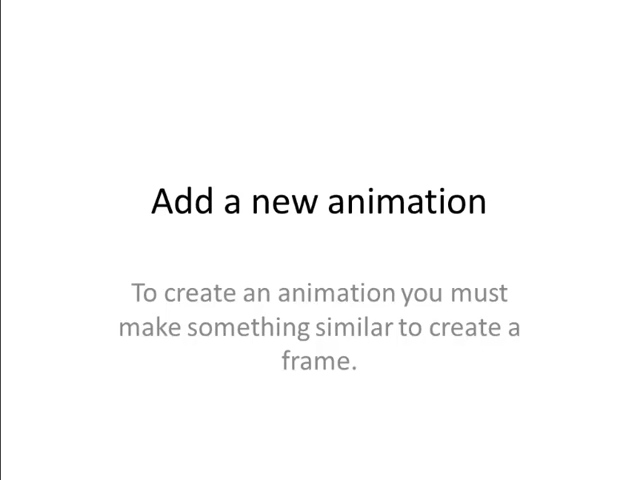 Add a new animation
To create an animation you must
make something similar to create a
frame.